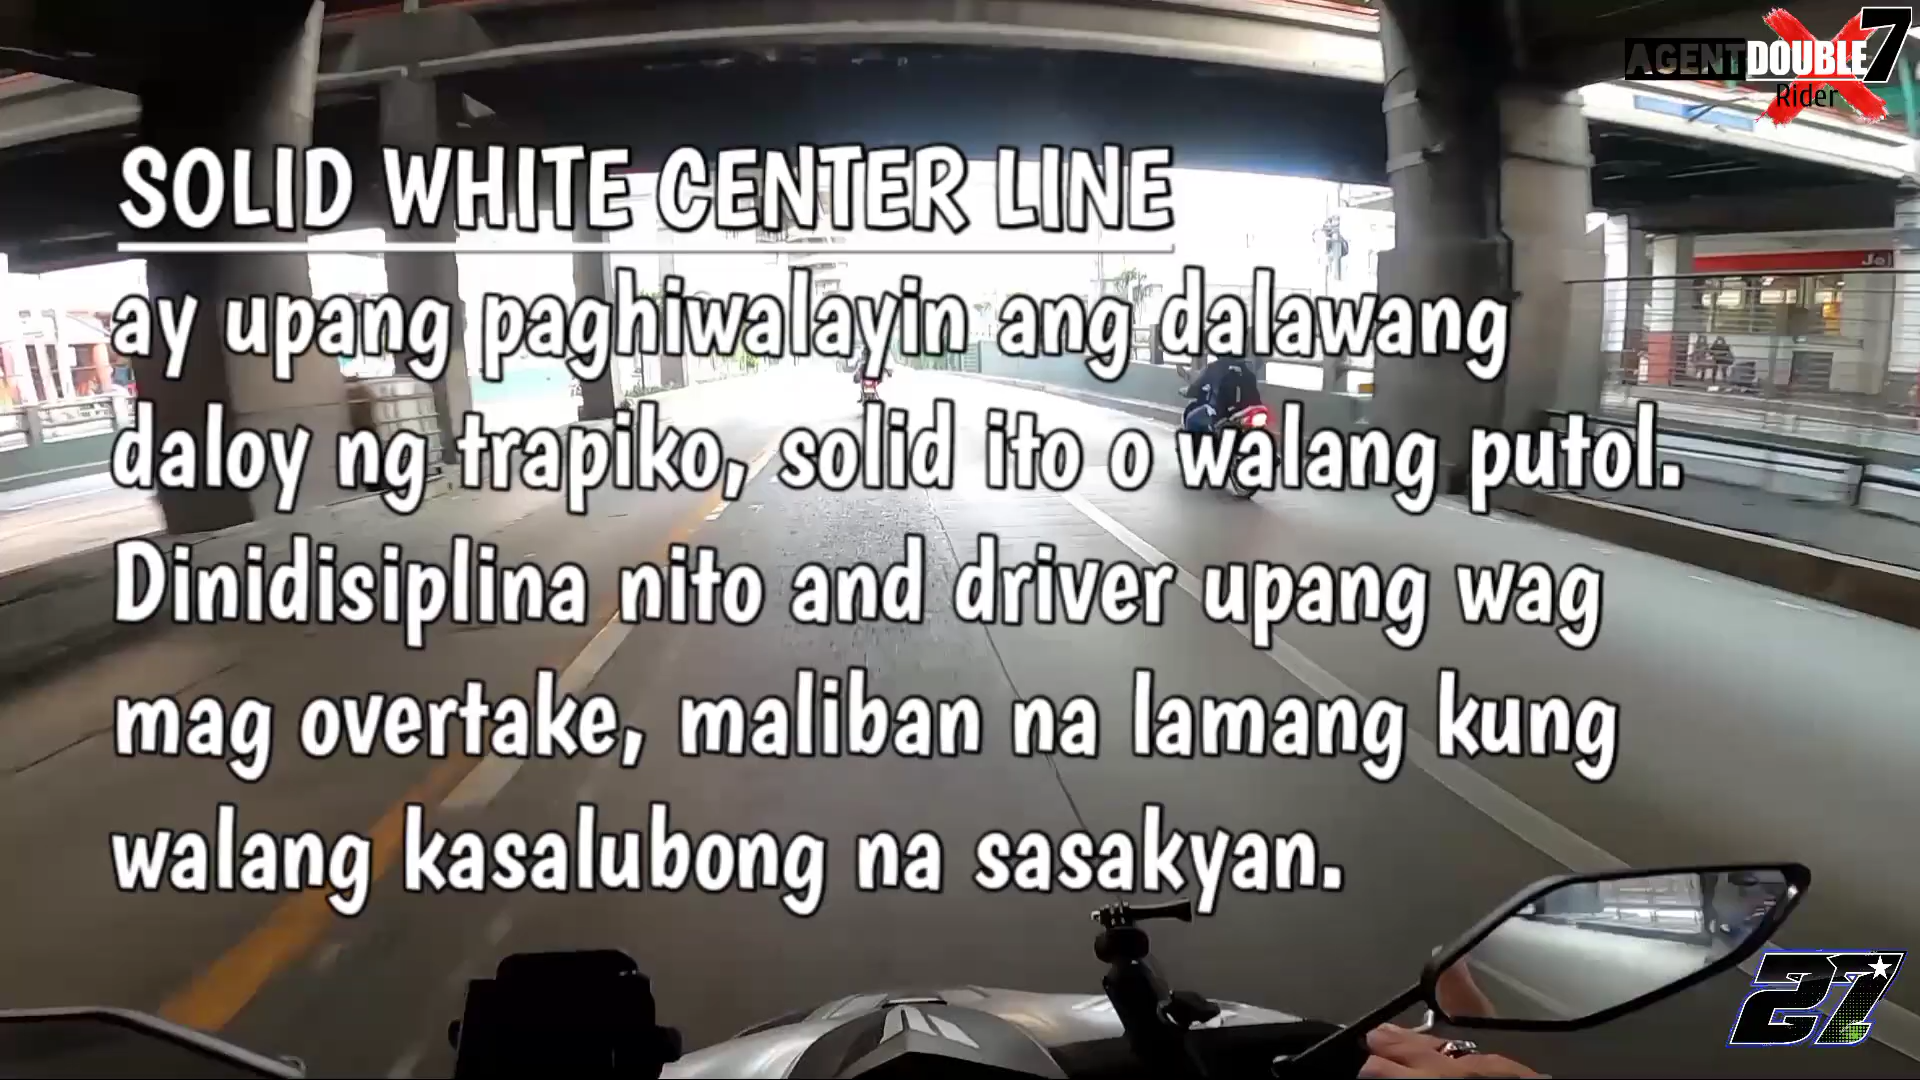 AGENT DOUBLE 7
Rider
SOLID WHITE CENTER LINE
ay upang paghiwalayin ang dalawang
daloy ng trapiko, solid ito o walang putol.
Dinidisiplina nito and driver upang wag
mag overtake, maliban na lamang kung
walang kasalubong na sasakyan.
27